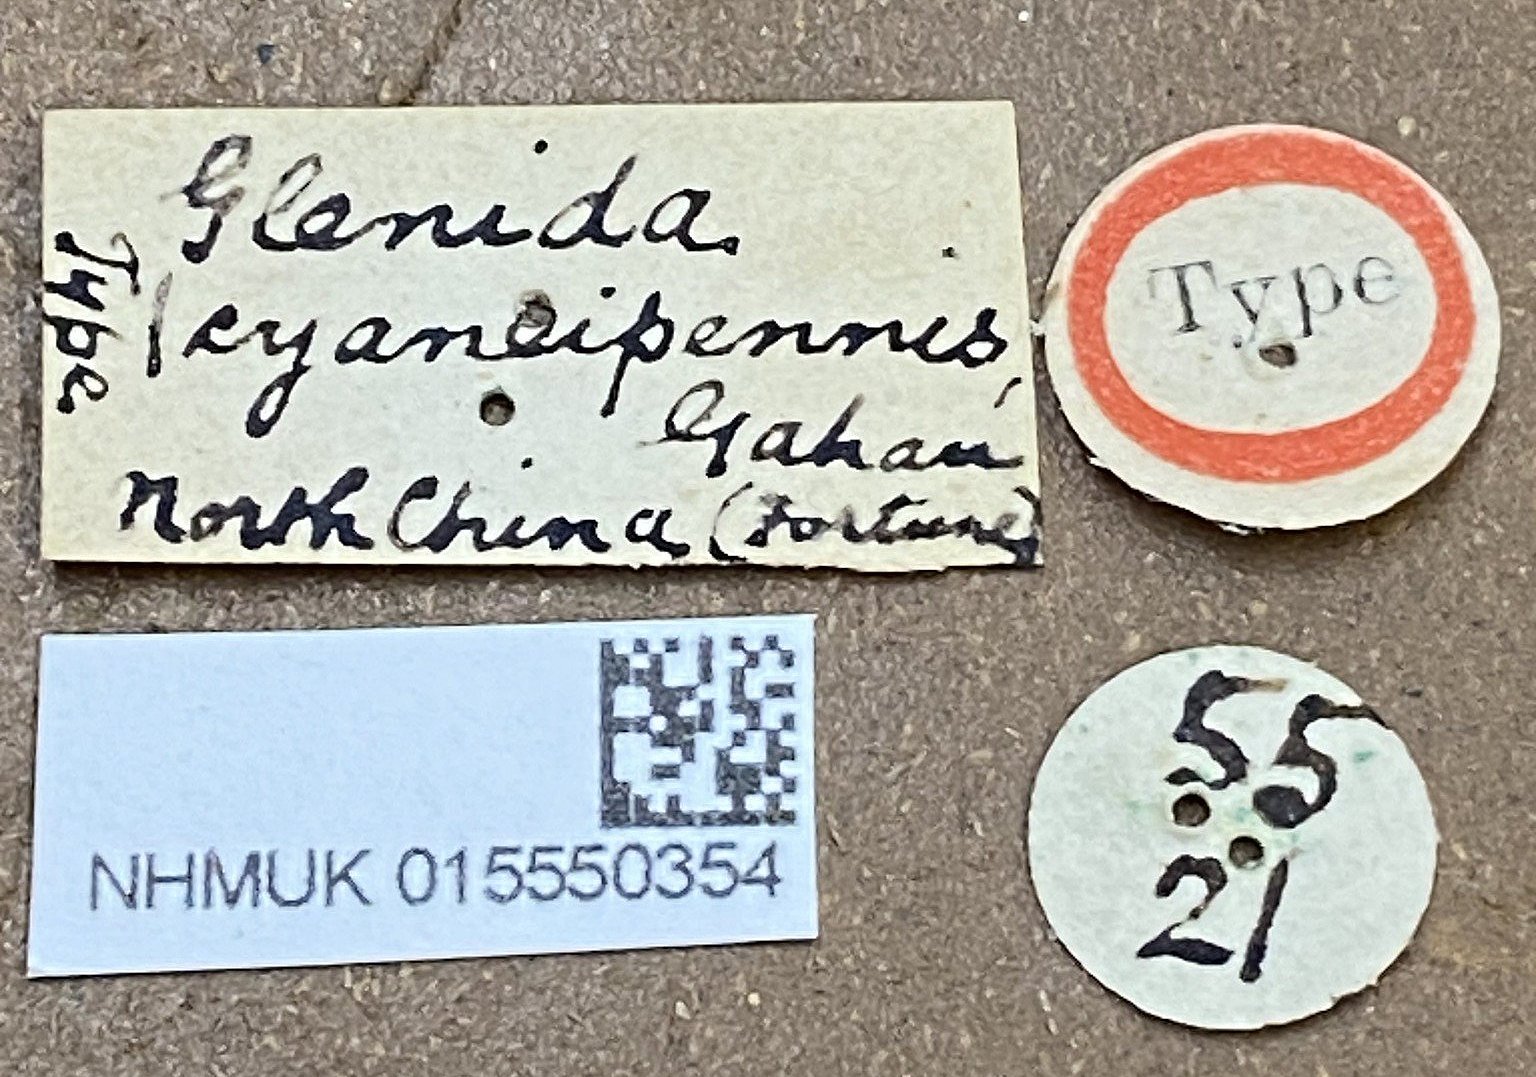 Glenida
cyaneipennis,
Gahan
North China (Fortune)
Type
Type
NHMUK 015550354
55
21